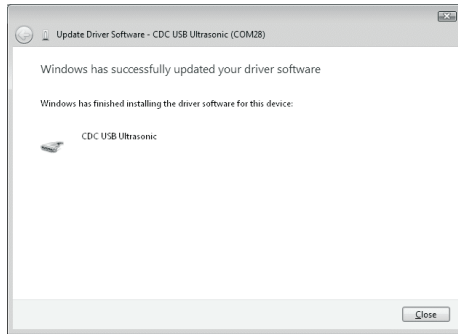 Update Driver Software - CDC USB Ultrasonic (COM28)
Windows has successfully updated your driver software
Windows has finished installing the driver software for this device:
CDC USB Ultrasonic
Close